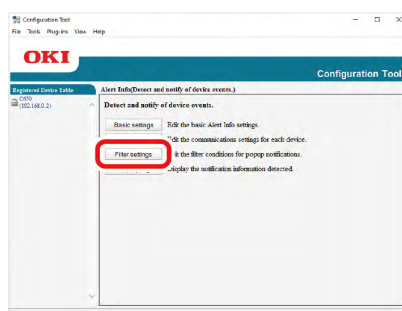 Configuration Tool
File Tools Plug-ins View Help
OKI
Configuration Tool
Registered Device Table
C650
(192.168.0.2)
Alert Info(Detect and notify of device events.)
Detect and notify of device events.
Basic settings Edit the basic Alert Info settings.
the communications settings for each device.
Filter settings the filter conditions for popup notifications.
Display the notification information detected.